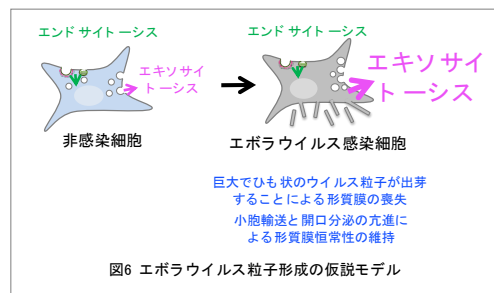 エンドサイトーシス
エキソサイ
トーシス
非感染細胞
エンドサイトーシス
エキソサイ
トーシス
エボラウイルス感染細胞
巨大でひも状のウイルス粒子が出芽
することによる形質膜の喪失
小胞輸送と開口分泌の亢進に
よる形質膜恒常性の維持
図6 エボラウイルス粒子形成の仮説モデル